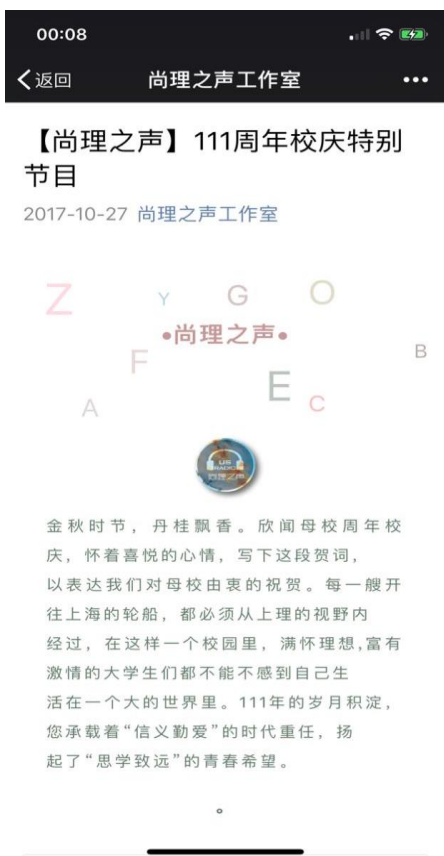 00:08
返回 尚理之声工作室
【尚理之声】111周年校庆特别
节目
2017-10-27 尚理之声工作室
Z Y G O
•尚理之声•
F B
E
A C
US
RADIO
尚理之声
金秋时节，丹桂飘香。欣闻母校周年校
庆，怀着喜悦的心情，写下这段贺词，
以表达我们对母校由衷的祝贺。每一艘开
往上海的轮船，都必须从上理的视野内
经过，在这样一个校园里，满怀理想,富有
激情的大学生们都不能不感到自己生
活在一个大的世界里。111年的岁月积淀，
您承载着“信义勤爱”的时代重任，扬
起了“思学致远”的青春希望。
。